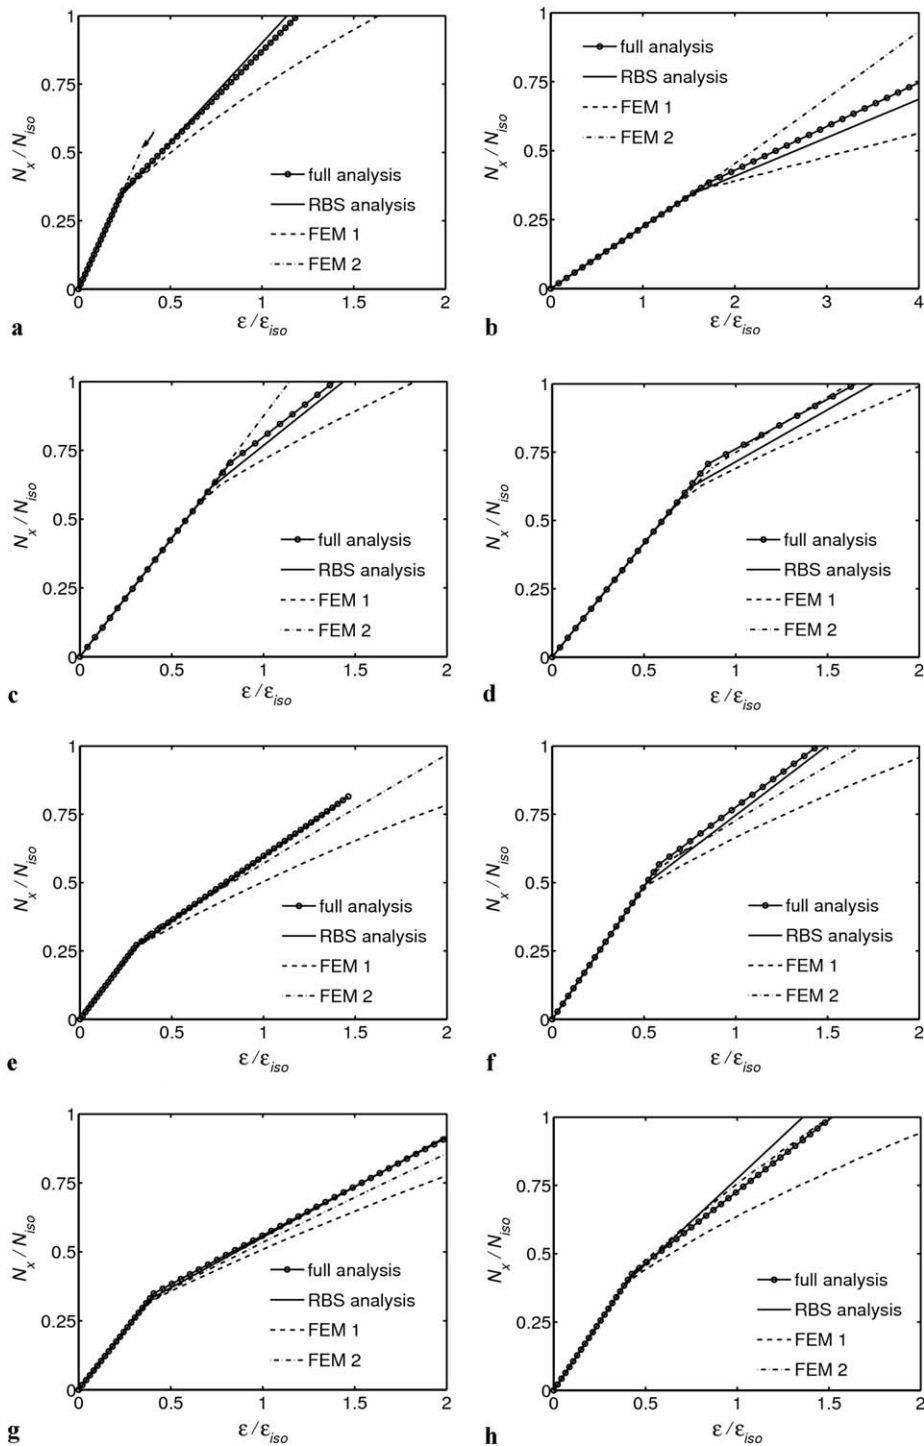 1
0.75
0.5
0.25
0
N_x / N_iso
full analysis
RBS analysis
FEM 1
FEM 2
0 0.5 1 1.5 2
ε/ε_iso
a
1
0.75
0.5
0.25
0
N_x / N_iso
full analysis
RBS analysis
FEM 1
FEM 2
0 1 2 3 4
ε/ε_iso
b
1
0.75
0.5
0.25
0
N_x / N_iso
full analysis
RBS analysis
FEM 1
FEM 2
0 0.5 1 1.5 2
ε/ε_iso
c
1
0.75
0.5
0.25
0
N_x / N_iso
full analysis
RBS analysis
FEM 1
FEM 2
0 0.5 1 1.5 2
ε/ε_iso
d
1
0.75
0.5
0.25
0
N_x / N_iso
full analysis
RBS analysis
FEM 1
FEM 2
0 0.5 1 1.5 2
ε/ε_iso
e
1
0.75
0.5
0.25
0
N_x / N_iso
full analysis
RBS analysis
FEM 1
FEM 2
0 0.5 1 1.5 2
ε/ε_iso
f
1
0.75
0.5
0.25
0
N_x / N_iso
full analysis
RBS analysis
FEM 1
FEM 2
0 0.5 1 1.5 2
ε/ε_iso
g
1
0.75
0.5
0.25
0
N_x / N_iso
full analysis
RBS analysis
FEM 1
FEM 2
0 0.5 1 1.5 2
ε/ε_iso
h